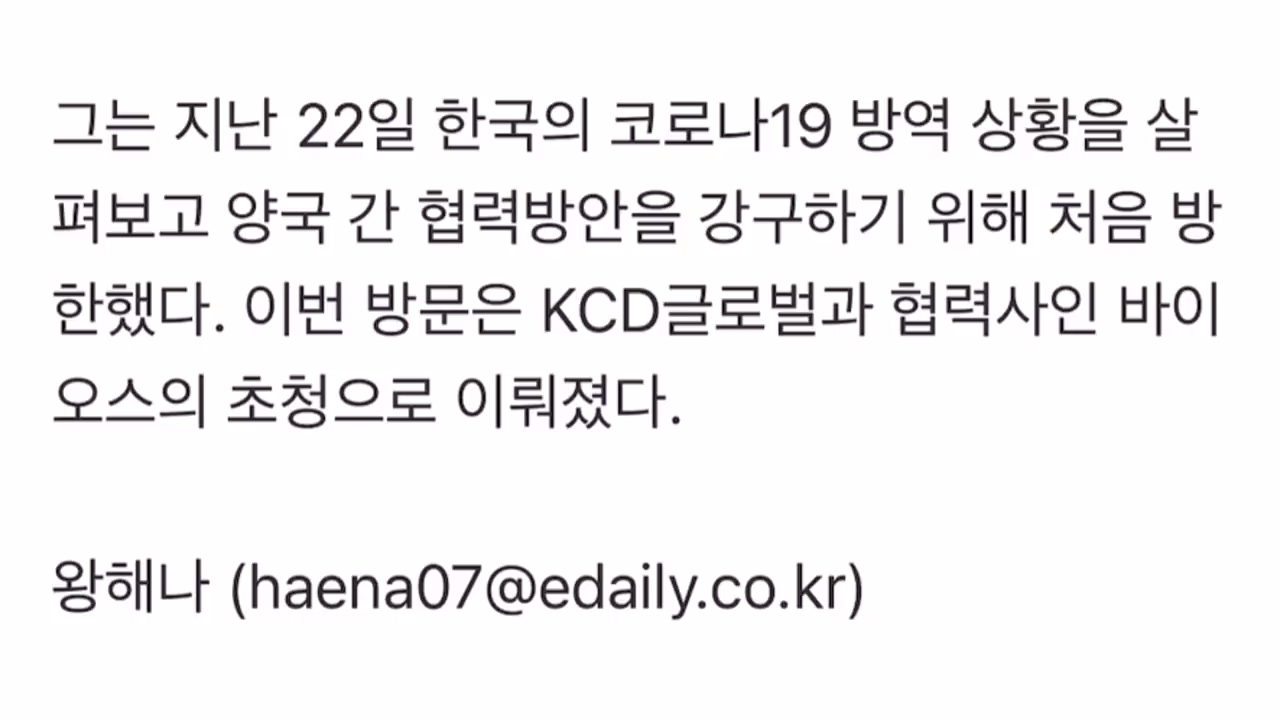 그는 지난 22일 한국의 코로나19 방역 상황을 살
펴보고 양국 간 협력방안을 강구하기 위해 처음 방
한했다. 이번 방문은 KCD글로벌과 협력사인 바이
오스의 초청으로 이뤄졌다.
왕해나 (haena07@edaily.co.kr)